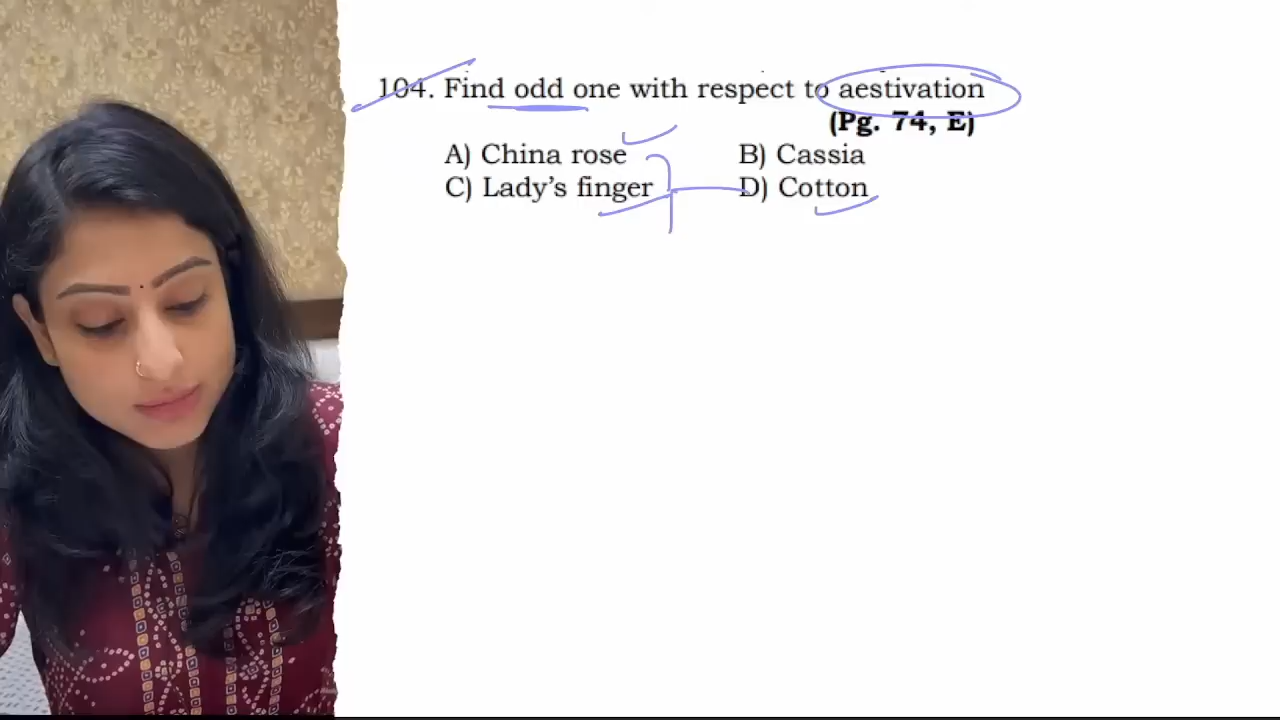 104. Find odd one with respect to aestivation
(Pg. 74, E)
A) China rose B) Cassia
C) Lady's finger D) Cotton